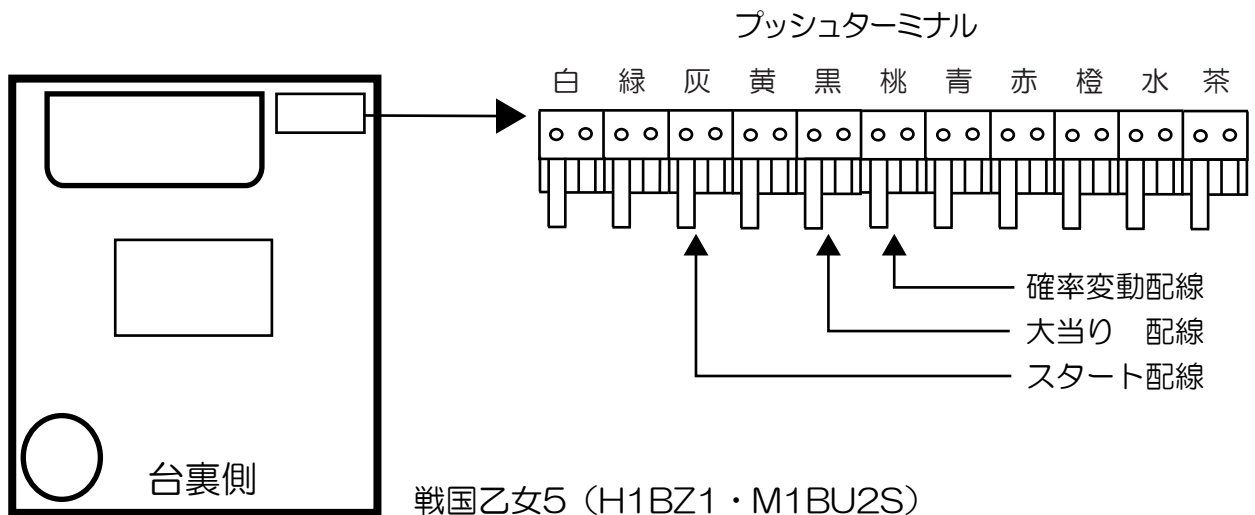 プッシュターミナル
白 緑 灰 黄 黒 桃 青 赤 橙 水 茶
確率変動配線
大当り　配線
スタート配線
台裏側
戦国乙女5（H1BZ1・M1BU2S）